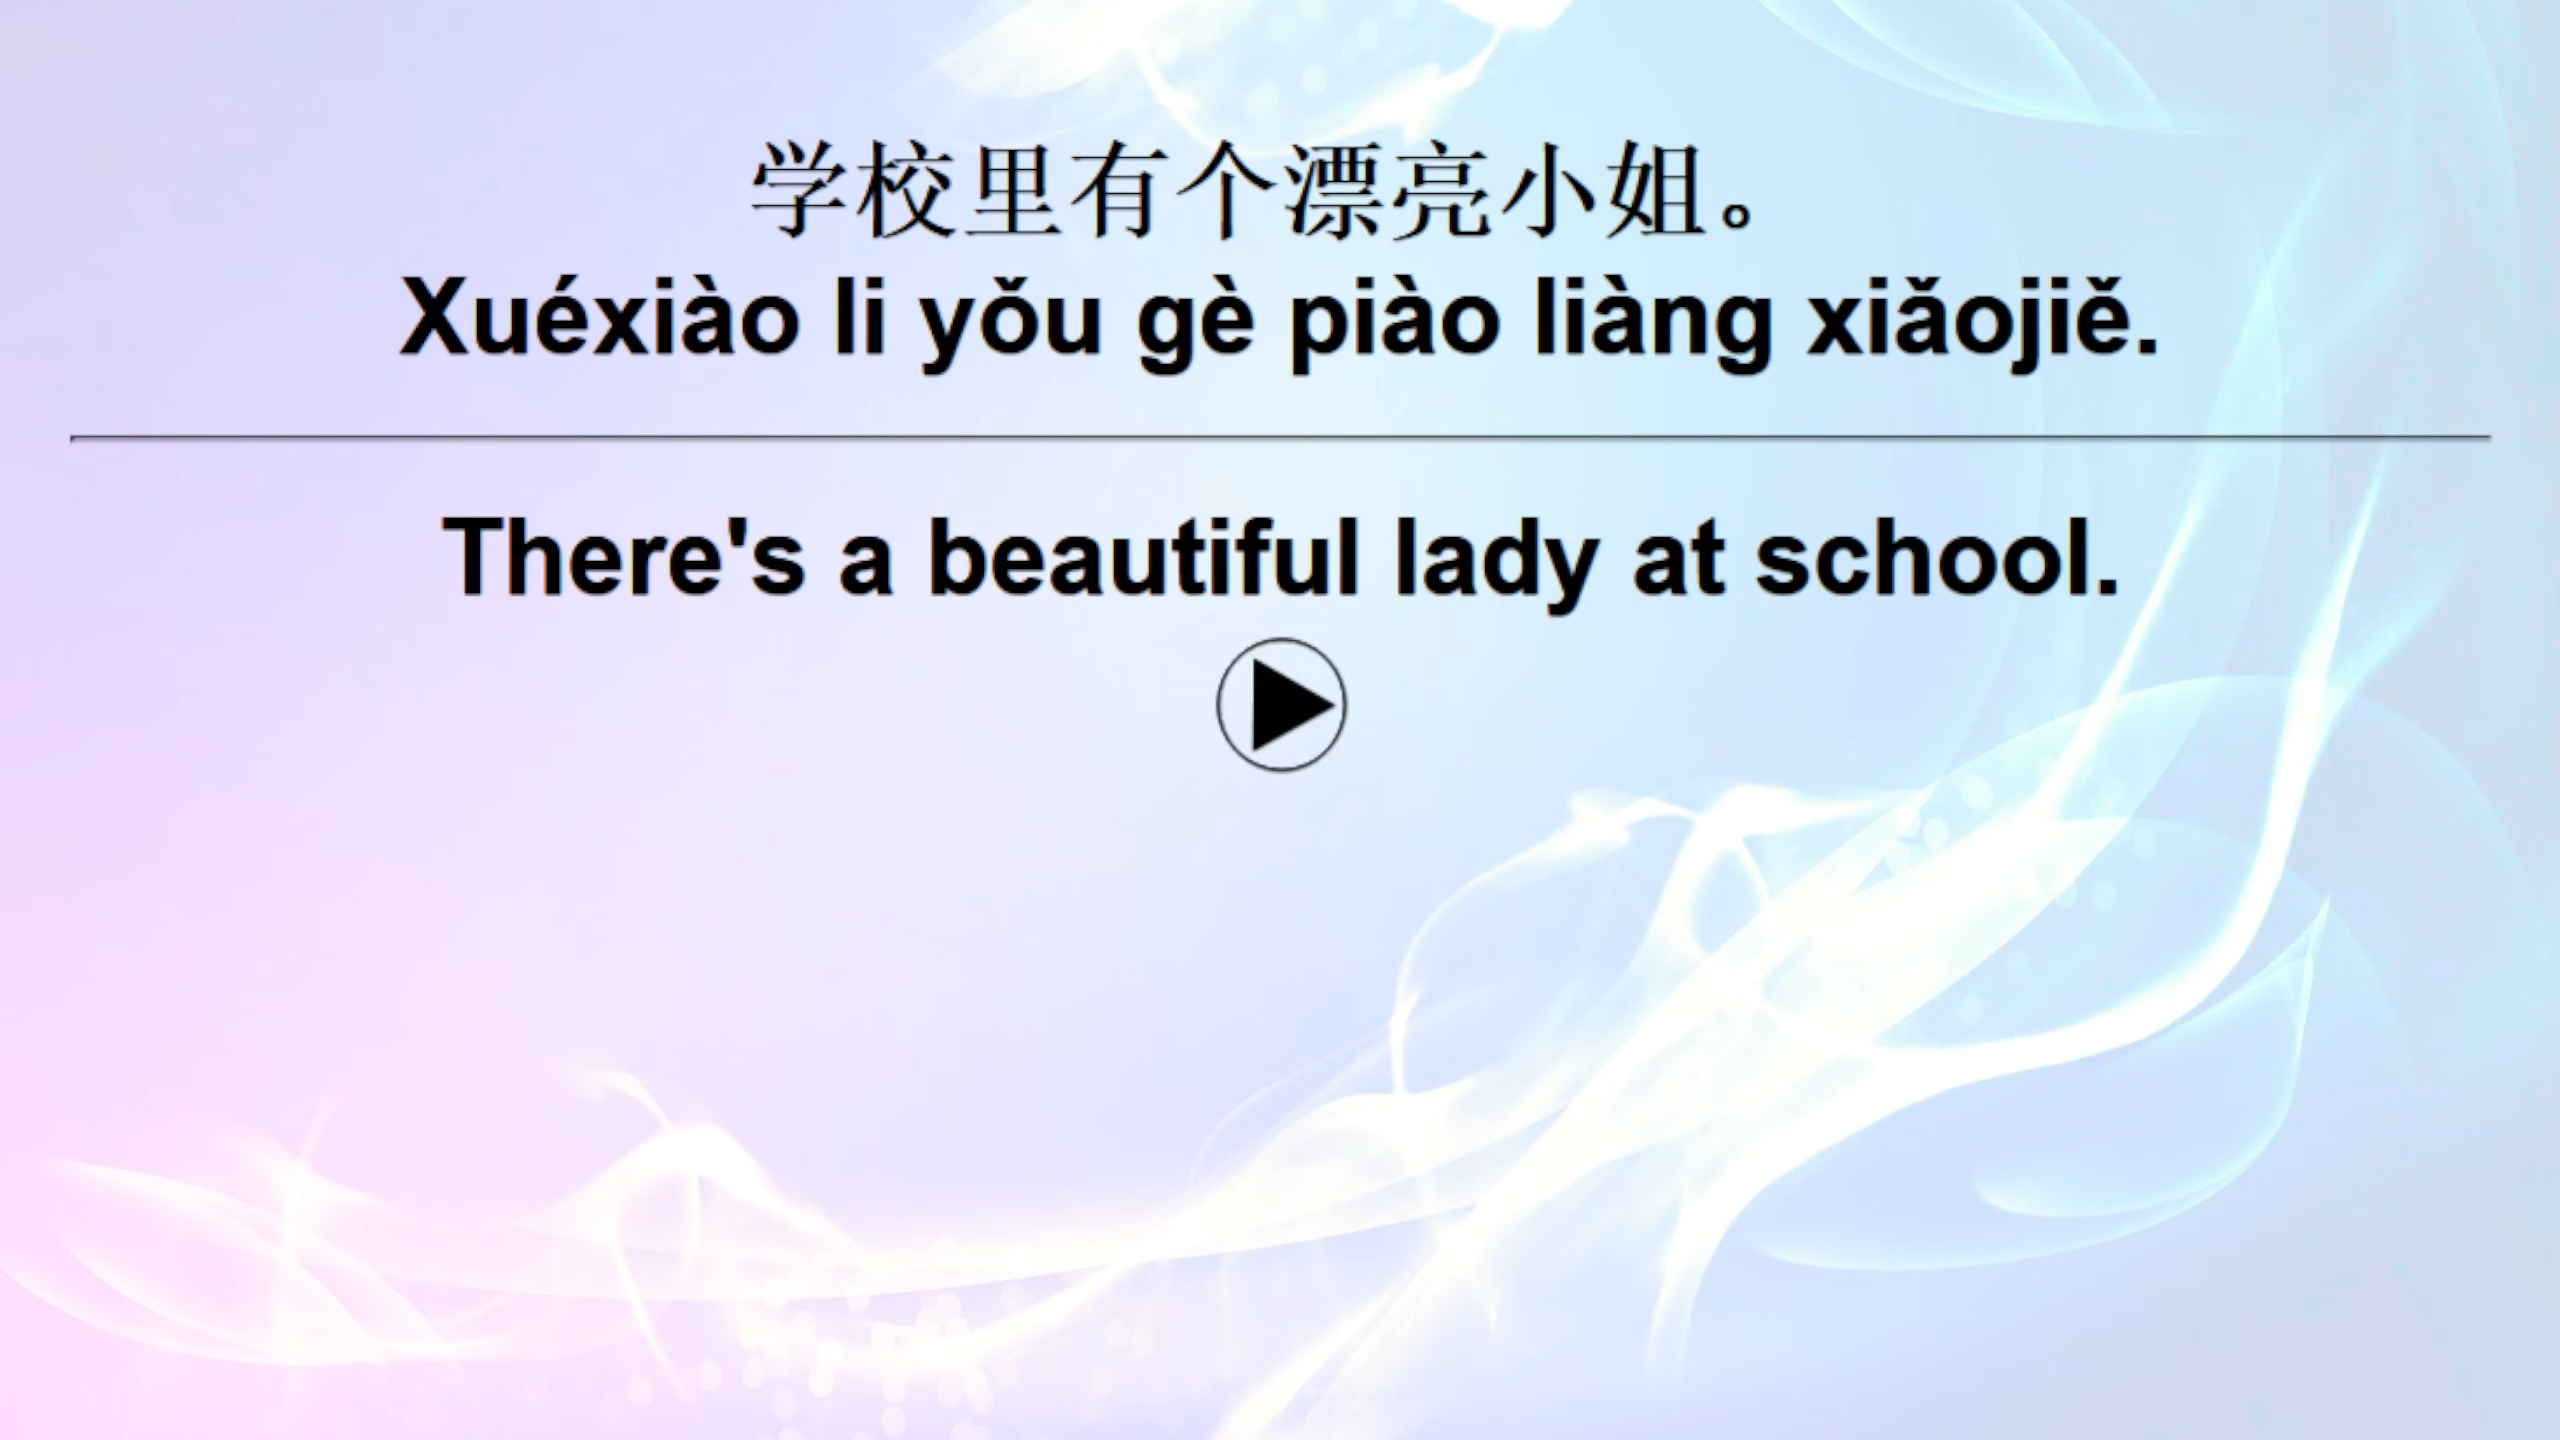 学校里有个漂亮小姐。
Xuéxiào li yǒu gè piào liàng xiǎojiě.
There's a beautiful lady at school.